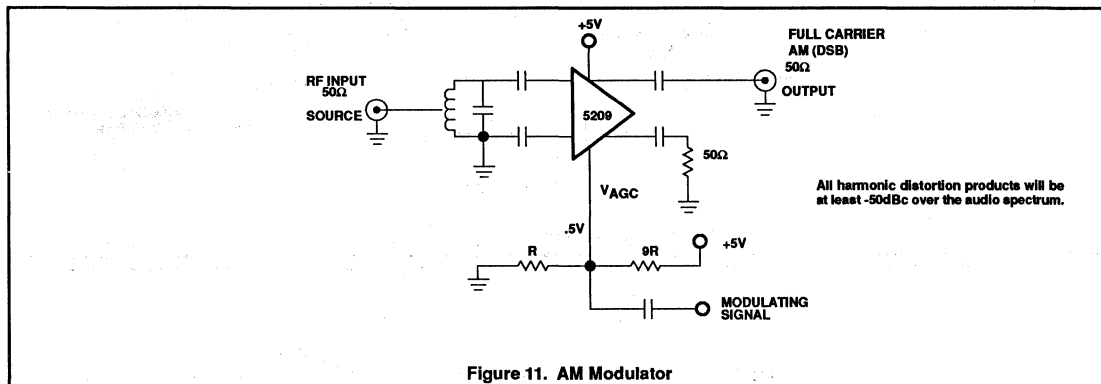 +5V
FULL CARRIER
AM (DSB)
50Ω
OUTPUT
RF INPUT
50Ω
SOURCE
5209
50Ω
VAGC
All harmonic distortion products will be
at least -50dBc over the audio spectrum.
.5V
+5V
R
9R
MODULATING
SIGNAL
Figure 11. AM Modulator